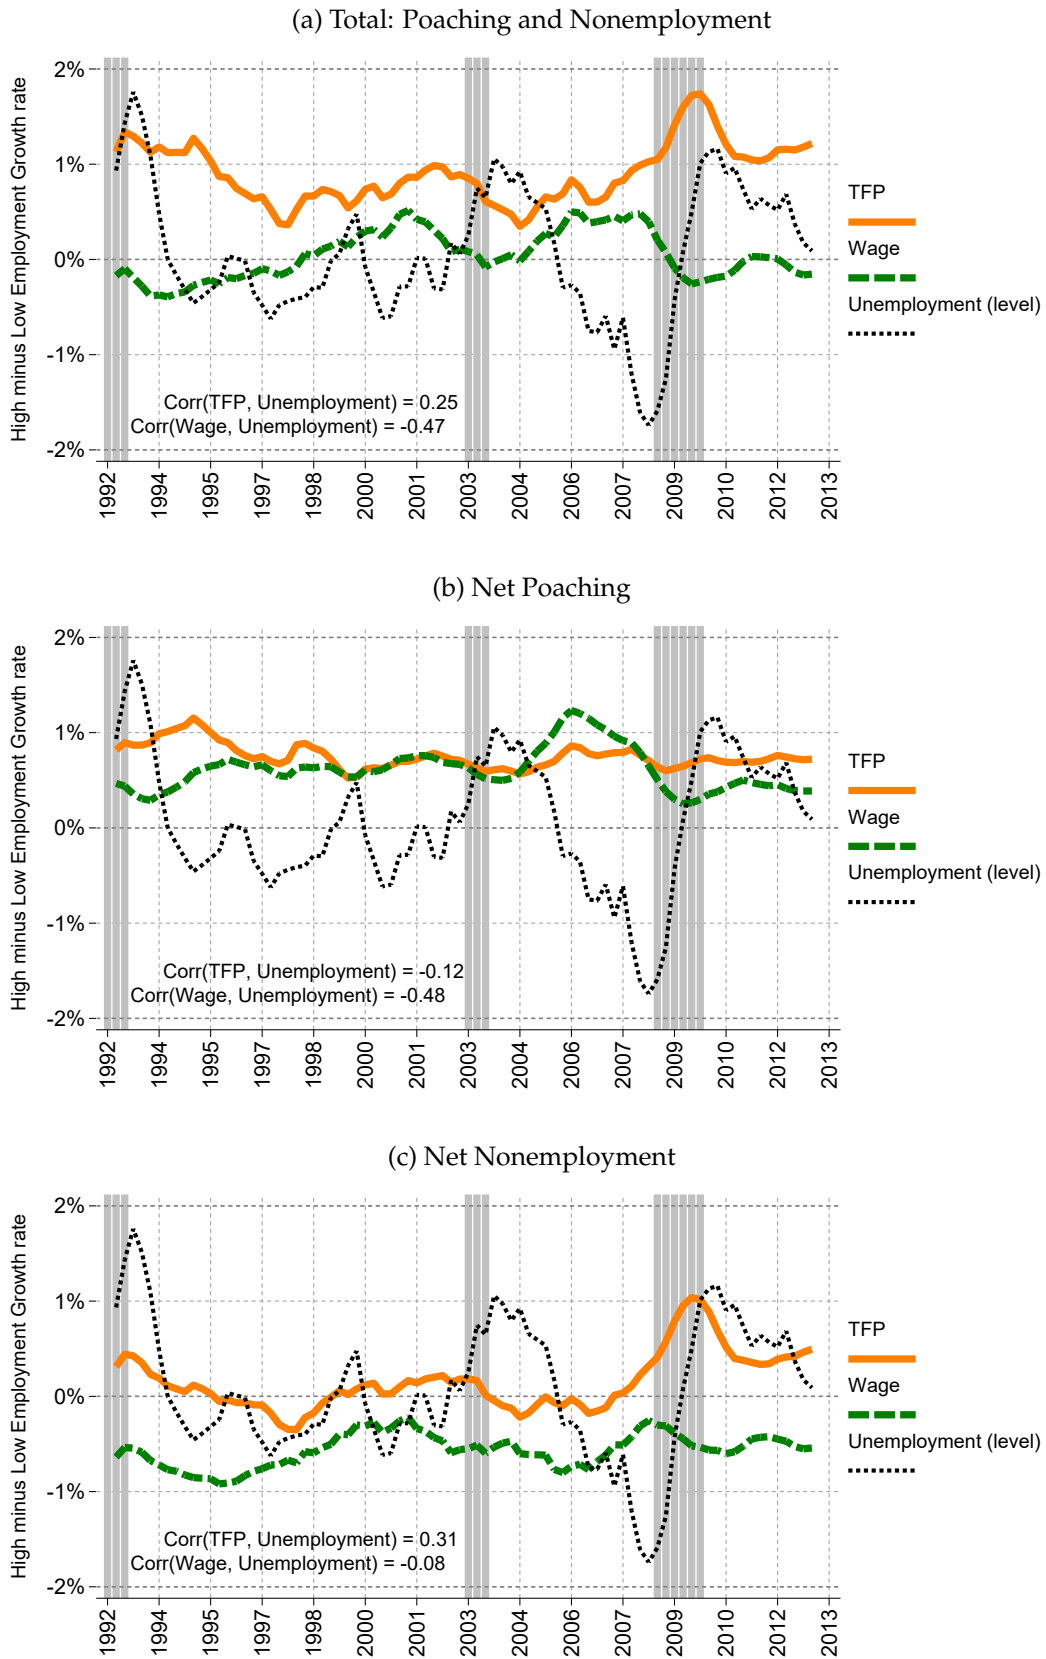 (a) Total: Poaching and Nonemployment
High minus Low Employment Growth rate
2%
1%
0%
-1%
-2%
Corr(TFP, Unemployment) = 0.25
Corr(Wage, Unemployment) = -0.47
1992
1994
1995
1997
1998
2000
2001
2003
2004
2006
2007
2009
2010
2012
2013
TFP
Wage
Unemployment (level)
(b) Net Poaching
High minus Low Employment Growth rate
2%
1%
0%
-1%
-2%
Corr(TFP, Unemployment) = -0.12
Corr(Wage, Unemployment) = -0.48
1992
1994
1995
1997
1998
2000
2001
2003
2004
2006
2007
2009
2010
2012
2013
TFP
Wage
Unemployment (level)
(c) Net Nonemployment
High minus Low Employment Growth rate
2%
1%
0%
-1%
-2%
Corr(TFP, Unemployment) = 0.31
Corr(Wage, Unemployment) = -0.08
1992
1994
1995
1997
1998
2000
2001
2003
2004
2006
2007
2009
2010
2012
2013
TFP
Wage
Unemployment (level)